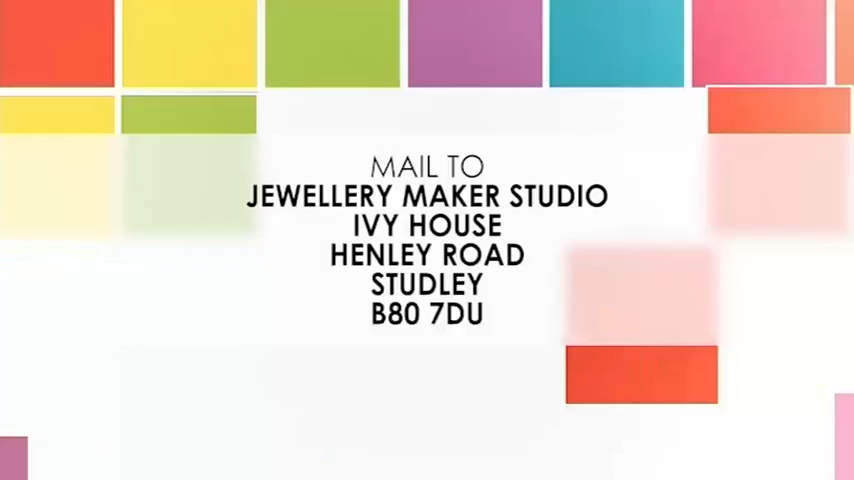 MAIL TO
JEWELLERY MAKER STUDIO
IVY HOUSE
HENLEY ROAD
STUDLEY
B80 7DU